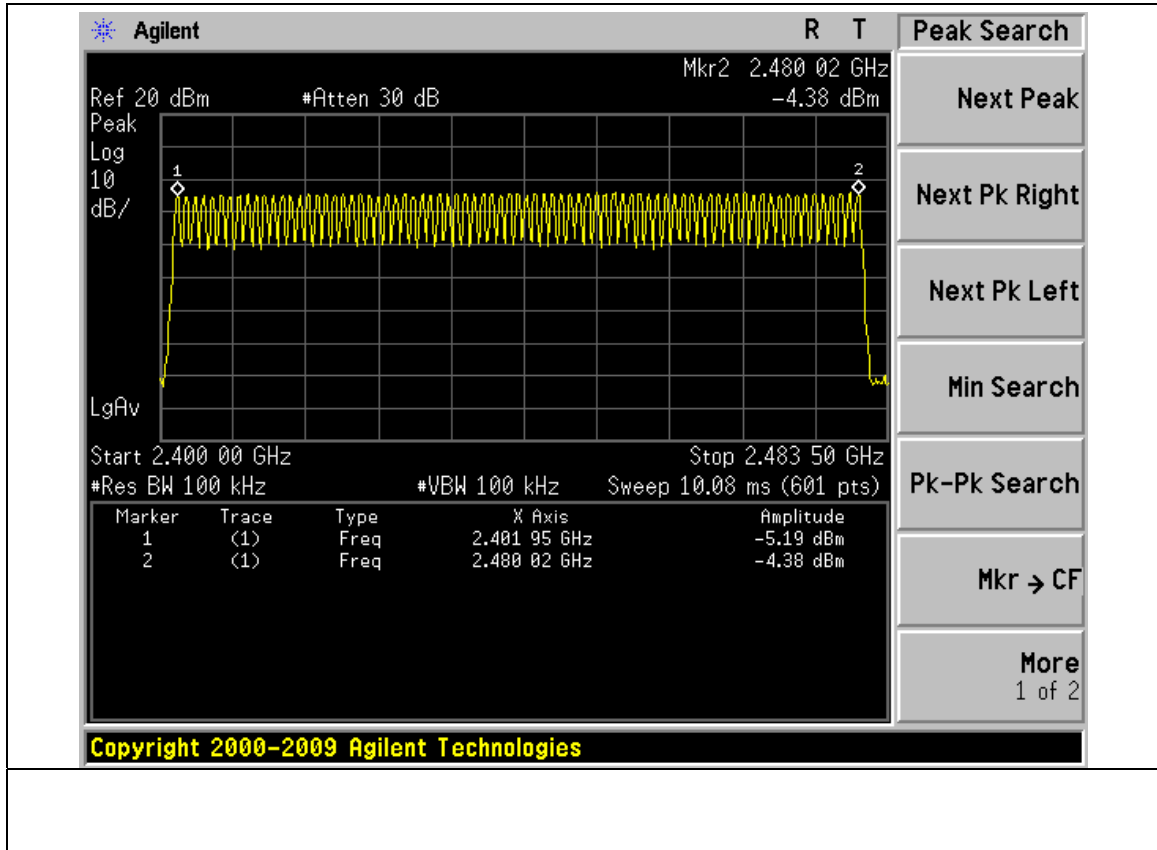 Agilent R T
Peak Search
Mkr2 2.480 02 GHz
Ref 20 dBm #Atten 30 dB -4.38 dBm
Peak
Log
10
dB/
1
2
LgAv
Start 2.400 00 GHz Stop 2.483 50 GHz
#Res BW 100 kHz #VBW 100 kHz Sweep 10.08 ms (601 pts)
Marker Trace Type X Axis Amplitude
1 (1) Freq 2.401 95 GHz -5.19 dBm
2 (1) Freq 2.480 02 GHz -4.38 dBm
Next Peak
Next Pk Right
Next Pk Left
Min Search
Pk-Pk Search
Mkr → CF
More
1 of 2
Copyright 2000-2009 Agilent Technologies